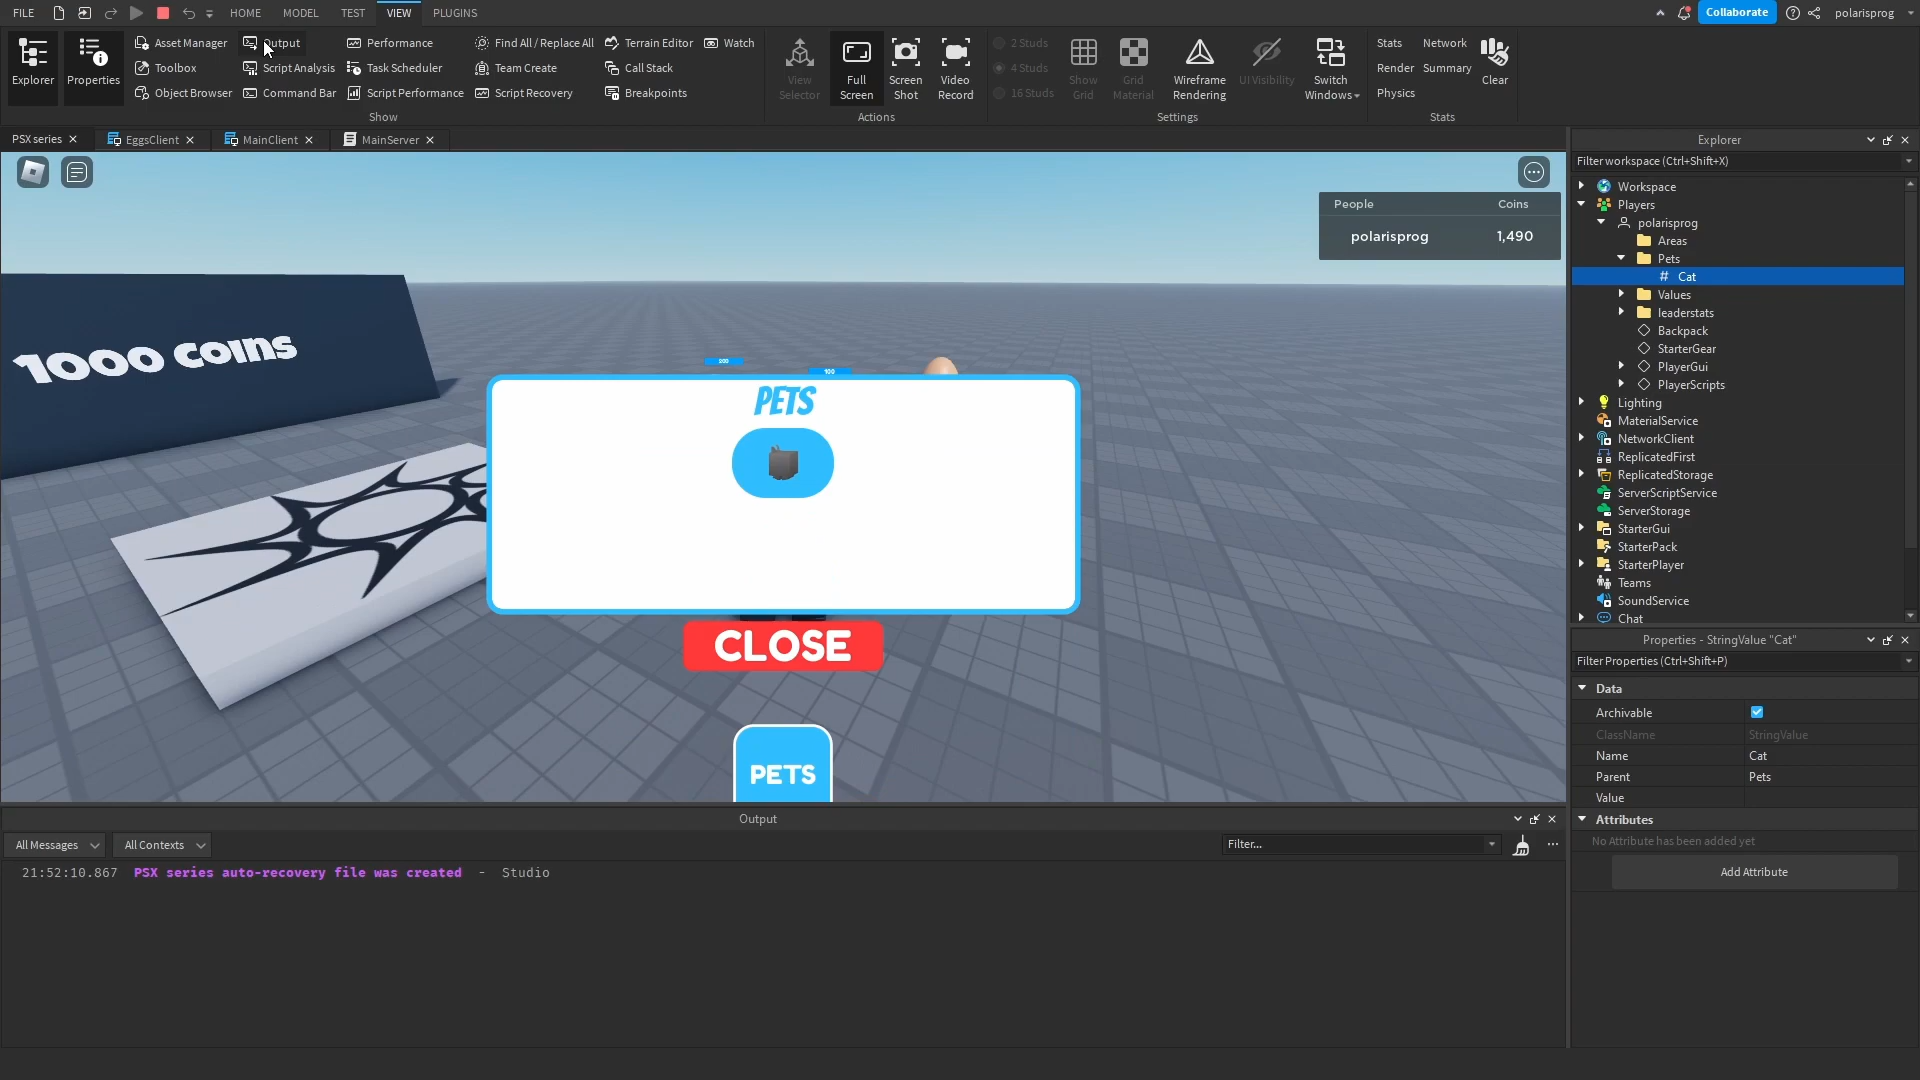 FILE HOME MODEL TEST VIEW PLUGINS Collaborate polarisprog
Explorer Properties
Asset Manager Output Performance Find All / Replace All Terrain Editor Watch
Toolbox Script Analysis Task Scheduler Team Create Call Stack
Object Browser Command Bar Script Performance Script Recovery Breakpoints
View Selector
Full Screen
Screen Shot
Video Record
2 Studs
4 Studs
16 Studs
Show Grid
Grid Material
Wireframe Rendering
UI Visibility
Switch Windows
Stats Network
Render Summary
Physics
Clear
Show Actions Settings Stats
PSX series EggsClient MainClient MainServer
People Coins
polarisprog 1,490
1000 coins
200
100
PETS
CLOSE
PETS
Output
All Messages All Contexts Filter...
21:52:10.867 PSX series auto-recovery file was created - Studio
Explorer
Filter workspace (Ctrl+Shift+X)
Workspace
Players
polarisprog
Areas
Pets
# Cat
Values
leaderstats
Backpack
StarterGear
PlayerGui
PlayerScripts
Lighting
MaterialService
NetworkClient
ReplicatedFirst
ReplicatedStorage
ServerScriptService
ServerStorage
StarterGui
StarterPack
StarterPlayer
Teams
SoundService
Chat
Properties - StringValue "Cat"
Filter Properties (Ctrl+Shift+P)
Data
Archivable
ClassName StringValue
Name Cat
Parent Pets
Value
Attributes
No Attribute has been added yet
Add Attribute